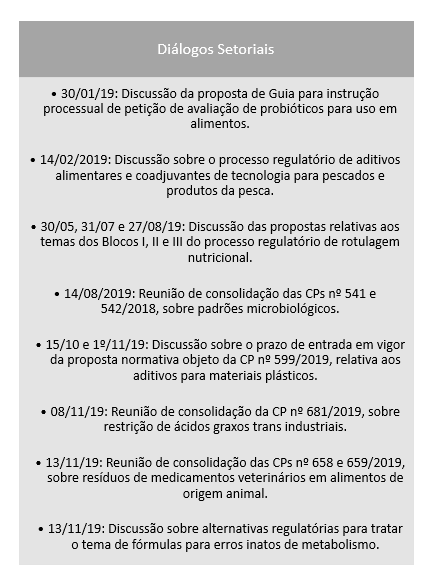 Diálogos Setoriais
• 30/01/19: Discussão da proposta de Guia para instrução
processual de petição de avaliação de probióticos para uso em
alimentos.
• 14/02/2019: Discussão sobre o processo regulatório de aditivos
alimentares e coadjuvantes de tecnologia para pescados e
produtos da pesca.
• 30/05, 31/07 e 27/08/19: Discussão das propostas relativas aos
temas dos Blocos I, II e III do processo regulatório de rotulagem
nutricional.
• 14/08/2019: Reunião de consolidação das CPs nº 541 e
542/2018, sobre padrões microbiológicos.
• 15/10 e 1º/11/19: Discussão sobre o prazo de entrada em vigor
da proposta normativa objeto da CP nº 599/2019, relativa aos
aditivos para materiais plásticos.
• 08/11/19: Reunião de consolidação da CP nº 681/2019, sobre
restrição de ácidos graxos trans industriais.
• 13/11/19: Reunião de consolidação das CPs nº 658 e 659/2019,
sobre resíduos de medicamentos veterinários em alimentos de
origem animal.
• 13/11/19: Discussão sobre alternativas regulatórias para tratar
o tema de fórmulas para erros inatos de metabolismo.